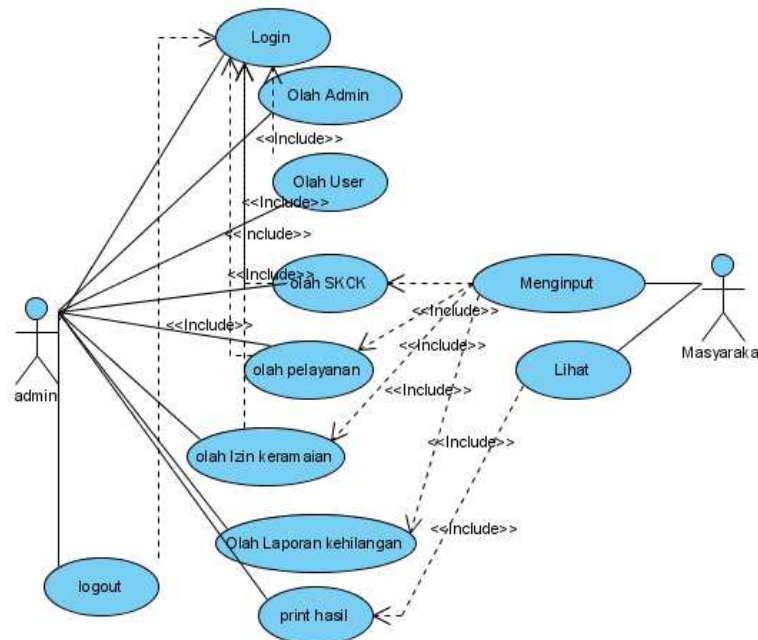 Login
Olah Admin
<<Include>>
Olah User
<<Include>>
<<Include>>
<<Include>>
olah SKCK
Menginput
Masyaraka
<<Include>>
<<Include>>
olah pelayanan
<<Include>>
Lihat
admin
<<Include>>
<<Include>>
olah Izin keramaian
<<Include>>
Olah Laporan kehilangan
logout
print hasil